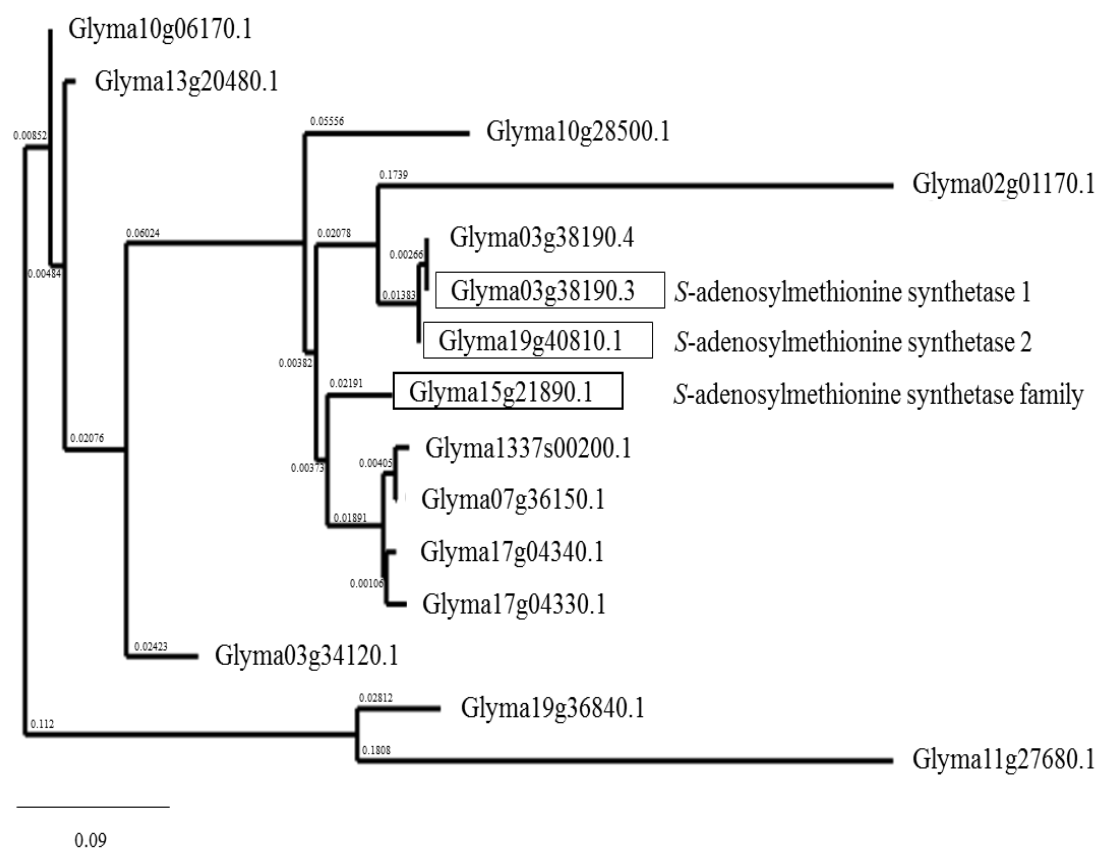 Glyma10g06170.1
Glyma13g20480.1
0.00852
0.05556
Glyma10g28500.1
0.1739
Glyma02g01170.1
0.06024
0.02078
Glyma03g38190.4
0.00266
0.00484
0.01383
Glyma03g38190.3 S-adenosylmethionine synthetase 1
Glyma19g40810.1 S-adenosylmethionine synthetase 2
0.00382
0.02191
Glyma15g21890.1 S-adenosylmethionine synthetase family
0.02076
Glyma1337s00200.1
0.00405
0.00373
Glyma07g36150.1
0.01891
Glyma17g04340.1
0.00106
Glyma17g04330.1
0.02423
Glyma03g34120.1
0.02812
Glyma19g36840.1
0.112
0.1808
Glyma11g27680.1
0.09